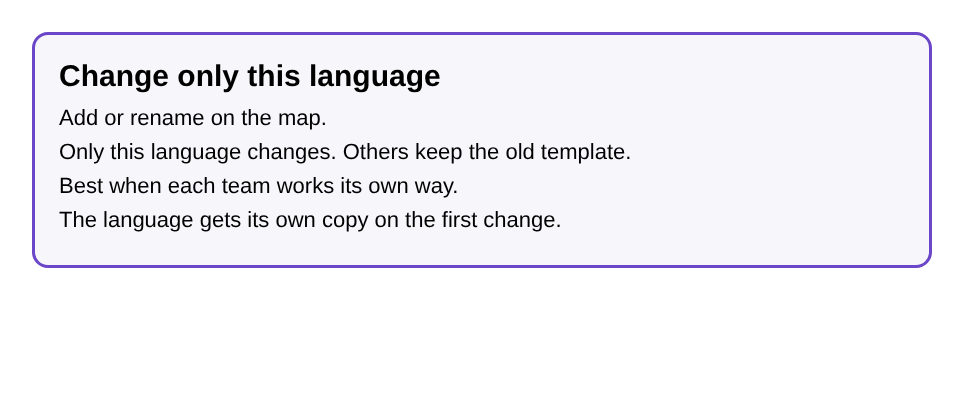 Change only this language
Add or rename on the map.
Only this language changes. Others keep the old template.
Best when each team works its own way.
The language gets its own copy on the first change.